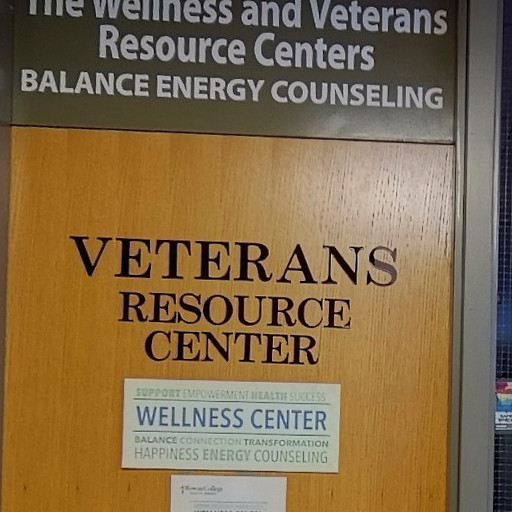 The Wellness and Veterans
Resource Centers
BALANCE ENERGY COUNSELING
VETERANS
RESOURCE
CENTER
SUPPORT EMPOWERMENT HEALTH SUCCESS
WELLNESS CENTER
BALANCE CONNECTION TRANSFORMATION
HAPPINESS ENERGY COUNSELING